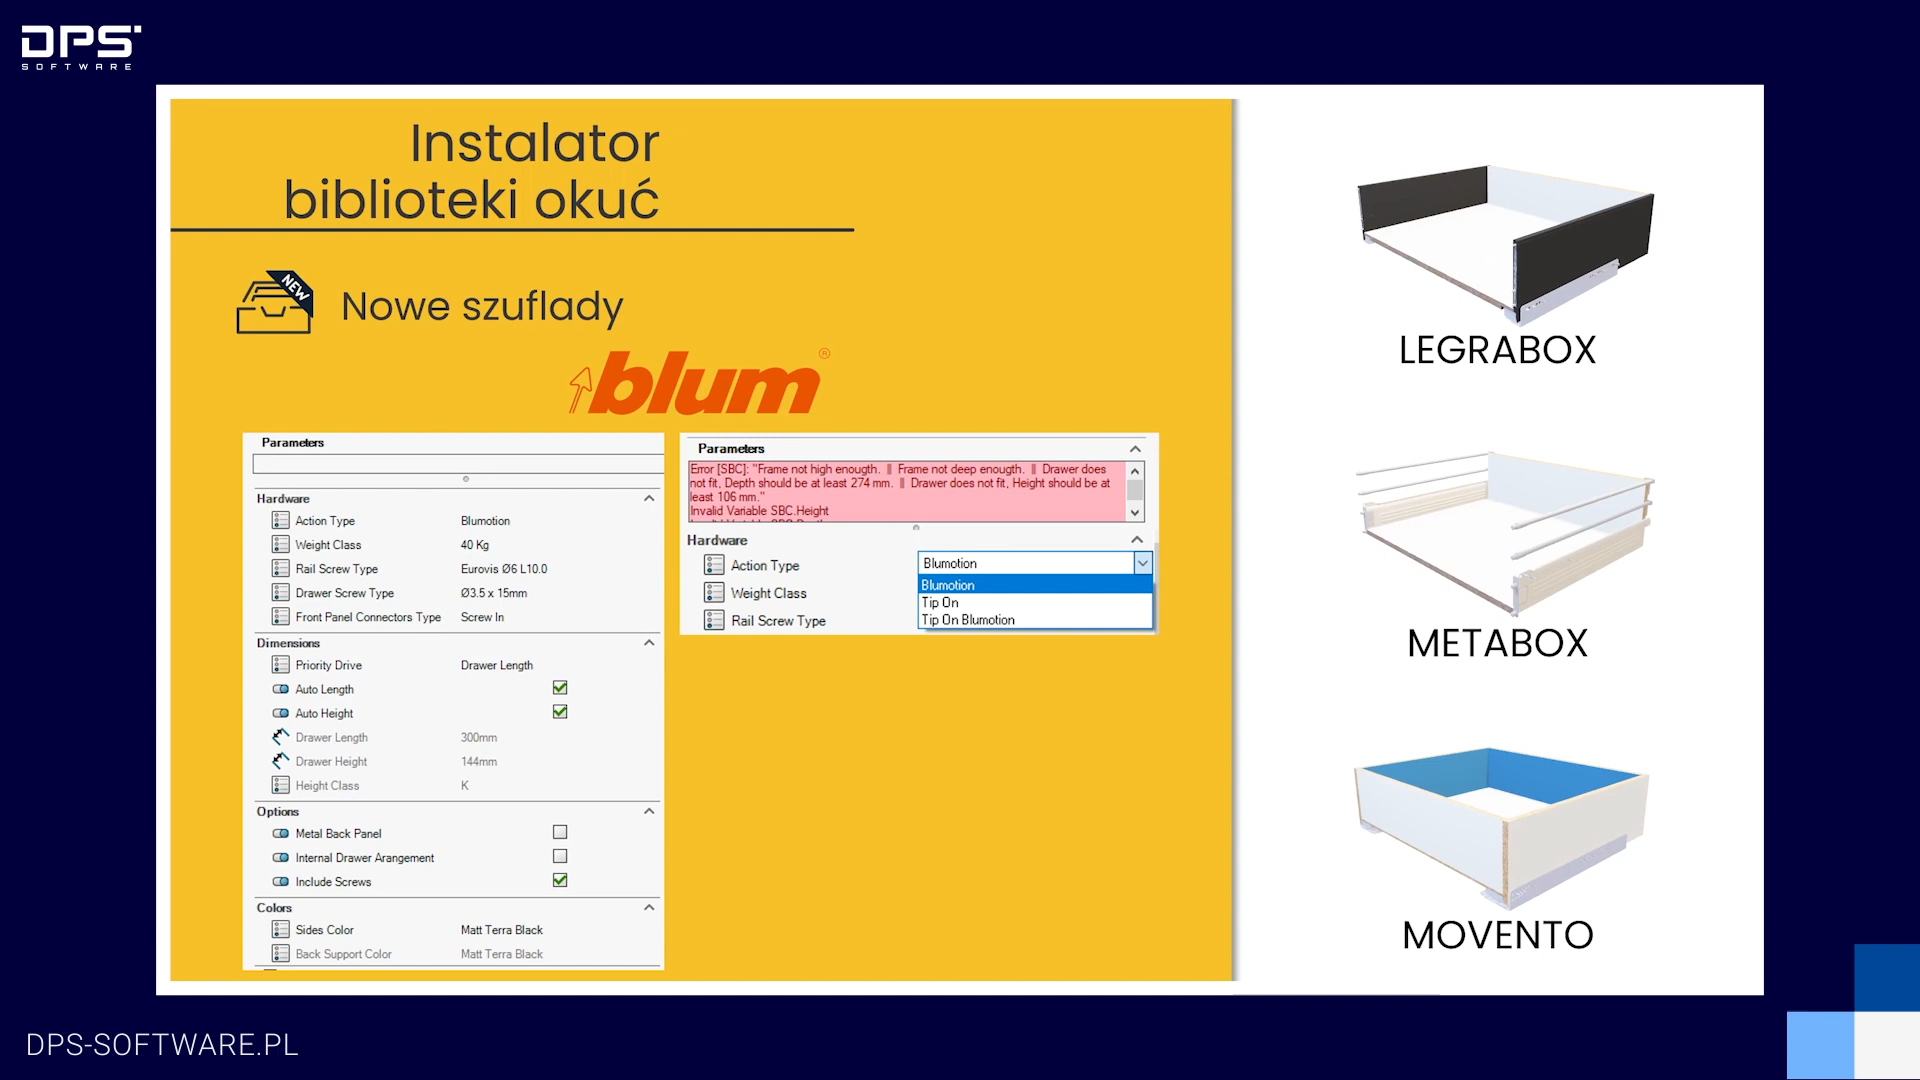 DPS
SOFTWARE
Instalator
biblioteki okuć
NEW
Nowe szuflady
blum®
Parameters
Hardware
Action Type Blumotion
Weight Class 40 Kg
Rail Screw Type Eurovis Ø6 L10.0
Drawer Screw Type Ø3.5 x 15mm
Front Panel Connectors Type Screw In
Dimensions
Priority Drive Drawer Length
Auto Length
Auto Height
Drawer Length 300mm
Drawer Height 144mm
Height Class K
Options
Metal Back Panel
Internal Drawer Arangement
Include Screws
Colors
Sides Color Matt Terra Black
Back Support Color Matt Terra Black
Parameters
Error [SBC]: "Frame not high enougth. || Frame not deep enougth. || Drawer does
not fit, Depth should be at least 274 mm. || Drawer does not fit, Height should be at
least 106 mm."
Invalid Variable SBC.Height
Hardware
Action Type Blumotion
Blumotion
Weight Class Tip On
Rail Screw Type Tip On Blumotion
LEGRABOX
METABOX
MOVENTO
DPS-SOFTWARE.PL